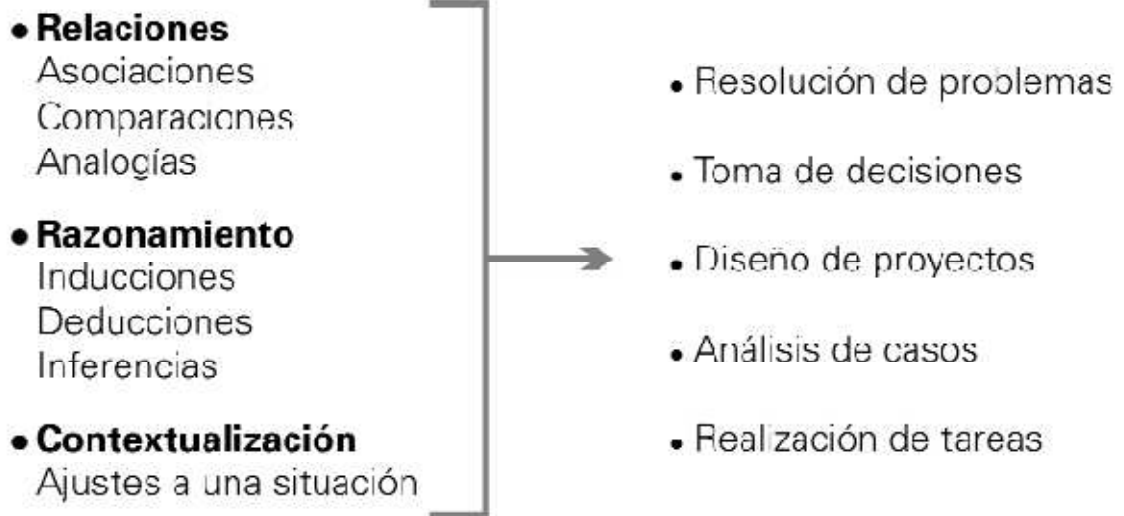 • Relaciones
Asociaciones
Comparaciones
Analogías
• Razonamiento
Inducciones
Deducciones
Inferencias
• Contextualización
Ajustes a una situación
• Resolución de problemas
• Toma de decisiones
• Diseño de proyectos
• Análisis de casos
• Realización de tareas